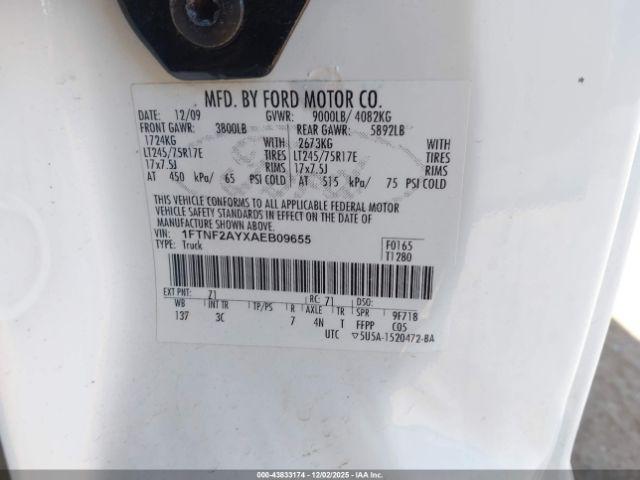 MFD. BY FORD MOTOR CO.
DATE: 12/09 GVWR: 9000LB/ 4082KG
FRONT GAWR: 3800LB REAR GAWR: 5892LB
1724KG WITH 2673KG WITH
LT245/75R17E TIRES LT245/75R17E TIRES
17x7.5J RIMS 17x7.5J RIMS
AT 450 kPa/ 65 PSI COLD AT 515 kPa/ 75 PSI COLD
THIS VEHICLE CONFORMS TO ALL APPLICABLE FEDERAL MOTOR
VEHICLE SAFETY STANDARDS IN EFFECT ON THE DATE OF
MANUFACTURE SHOWN ABOVE.
VIN: 1FTNF2AYXAEB09655 F0165
TYPE: Truck T1280
EXT PNT: Z1 RC: 71 DSO:
WB INT TR TP/PS R AXLE TR SPR 9F718
137 3C 7 4N T FFPP C05
UTC ▽5U5A-1520472-BA
000-43833174 - 12/02/2025 - IAA Holdings, LLC.